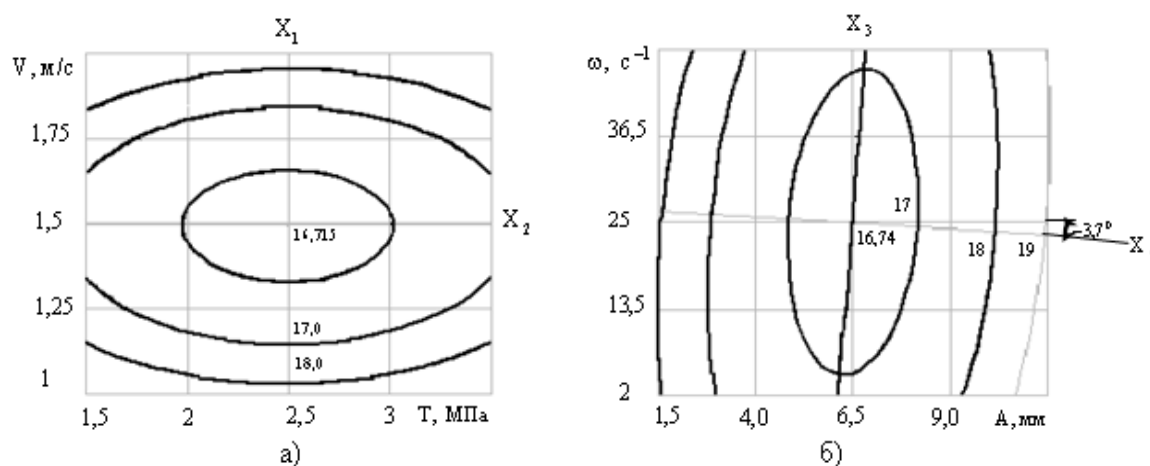 X₁
V, м/с
1,75
1,5
1,25
1
16,715
17,0
18,0
X₂
1,5 2 2,5 3 T, МПа
а)
X₃
ω, с⁻¹
36,5
25
13,5
2
17
16,74
18
19
-3,7⁰
X
1,5 4,0 6,5 9,0 А, мм
б)